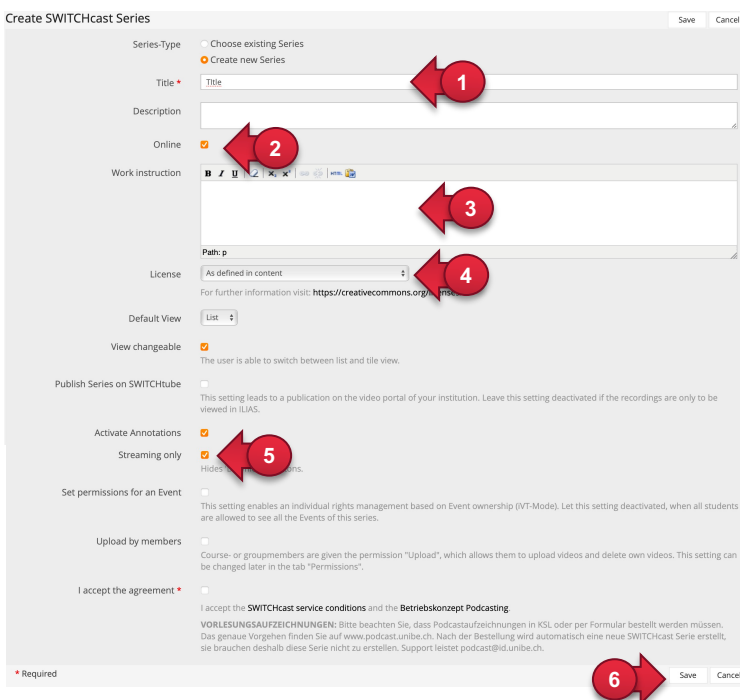 Create SWITCHcast Series
Save Cancel
Series-Type Choose existing Series
Create new Series
Title * TItle
1
Description
Online
2
Work instruction B I U HTML
3
Path: p
License As defined in content
4
For further information visit: https://creativecommons.org/
Default View List
View changeable
The user is able to switch between list and tile view.
Publish Series on SWITCHtube
This setting leads to a publication on the video portal of your institution. Leave this setting deactivated if the recordings are only to be
viewed in ILIAS.
Activate Annotations
Streaming only
5
Hides
Set permissions for an Event
This setting enables an individual rights management based on Event ownership (IVT-Mode). Let this setting deactivated, when all students
are allowed to see all the Events of this series.
Upload by members
Course- or groupmembers are given the permission "Upload", which allows them to upload videos and delete own videos. This setting can
be changed later in the tab "Permissions".
I accept the agreement *
I accept the SWITCHcast service conditions and the Betriebskonzept Podcasting.
VORLESUNGSAUFZEICHNUNGEN: Bitte beachten Sie, dass Podcastaufzeichnungen in KSL oder per Formular bestellt werden müssen.
Das genaue Vorgehen finden Sie auf www.podcast.unibe.ch. Nach der Bestellung wird automatisch eine neue SWITCHcast Serie erstellt,
sie brauchen deshalb diese Serie nicht zu erstellen. Support leistet podcast@id.unibe.ch.
* Required
6
Save Cancel